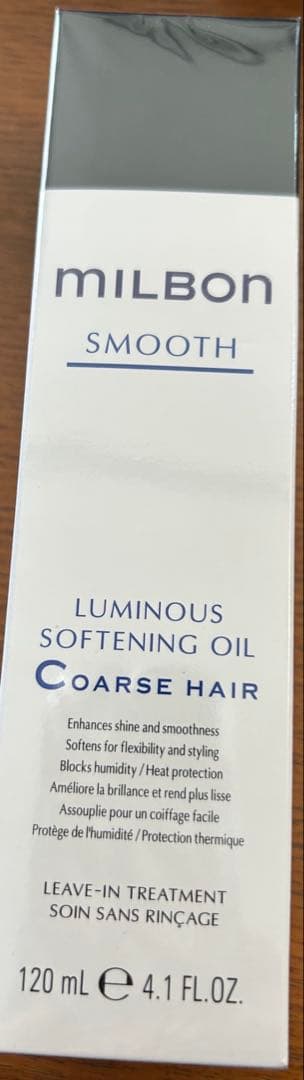 mILBON
SMOOTH
LUMINOUS
SOFTENING OIL
COARSE HAIR
Enhances shine and smoothness
Softens for flexibility and styling
Blocks humidity / Heat protection
Améliore la brillance et rend plus lisse
Assouplie pour un coiffage facile
Protège de l'humidité / Protection thermique
LEAVE-IN TREATMENT
SOIN SANS RINÇAGE
120 mL ℮ 4.1 FL.OZ.